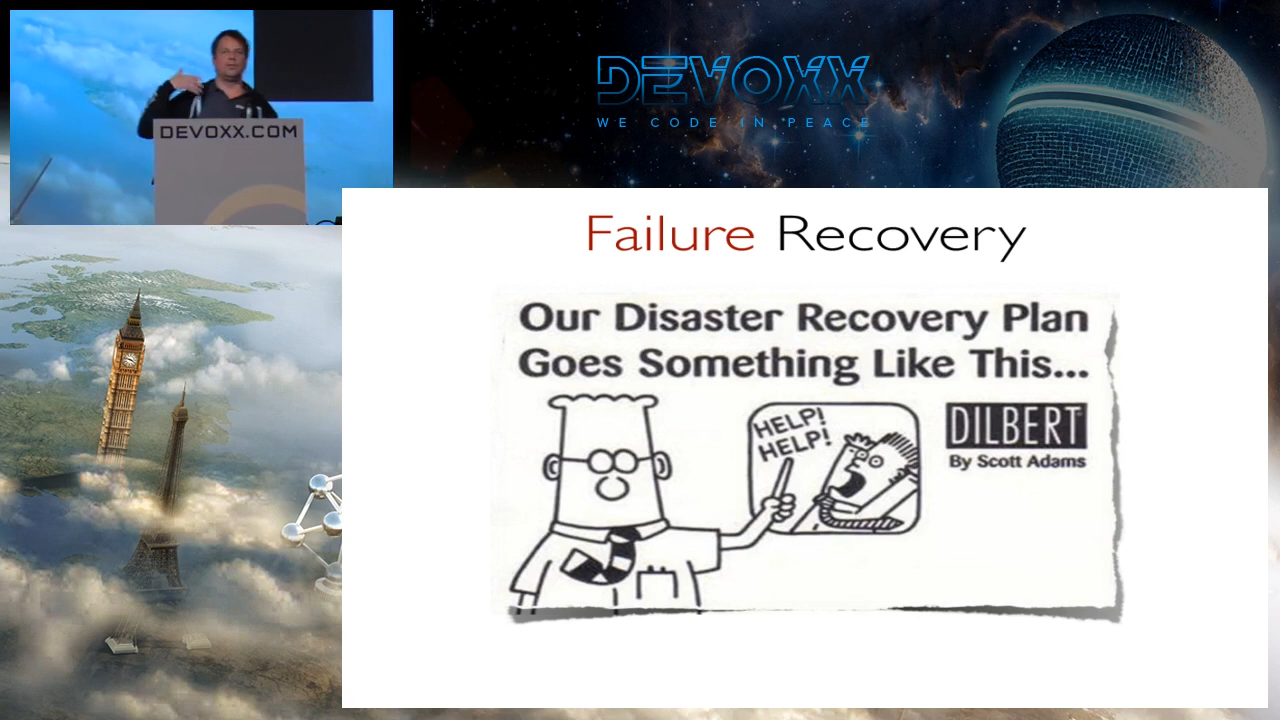 DEVOXX.COM
DEVOXX
WE CODE IN PEACE
Failure Recovery
Our Disaster Recovery Plan
Goes Something Like This...
HELP!
HELP!
DILBERT
By Scott Adams